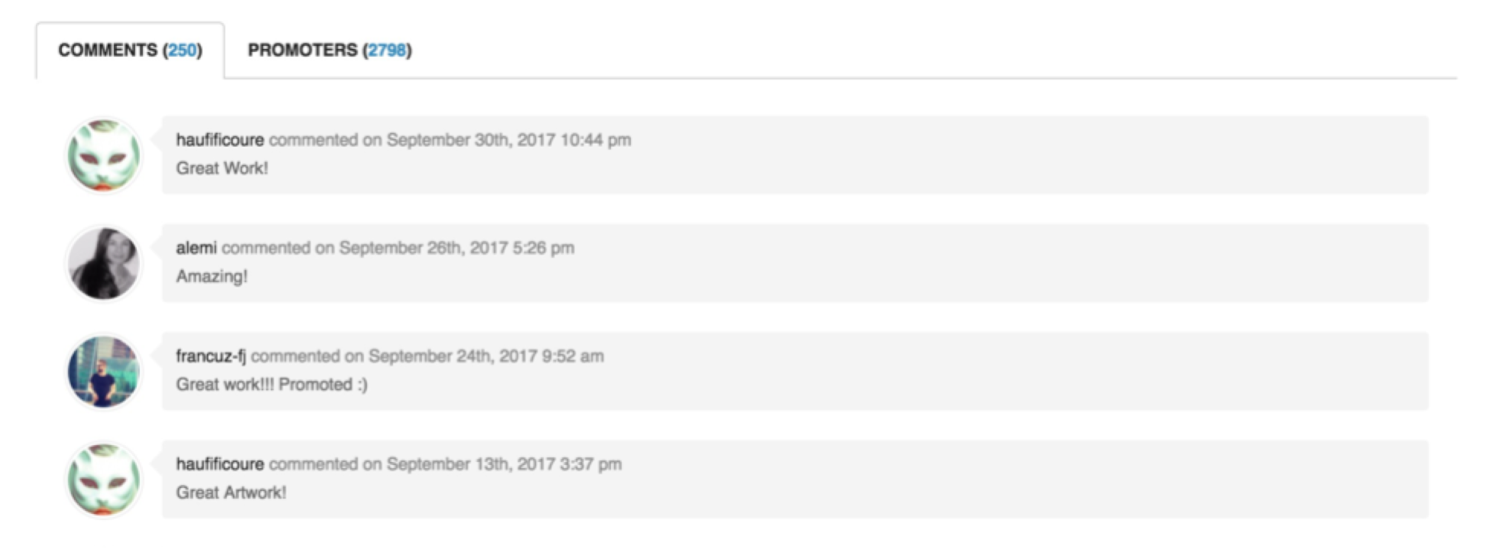 COMMENTS (250) PROMOTERS (2798)
haufificoure commented on September 30th, 2017 10:44 pm
Great Work!
alemi commented on September 26th, 2017 5:26 pm
Amazing!
francuz-fj commented on September 24th, 2017 9:52 am
Great work!!! Promoted :)
haufificoure commented on September 13th, 2017 3:37 pm
Great Artwork!